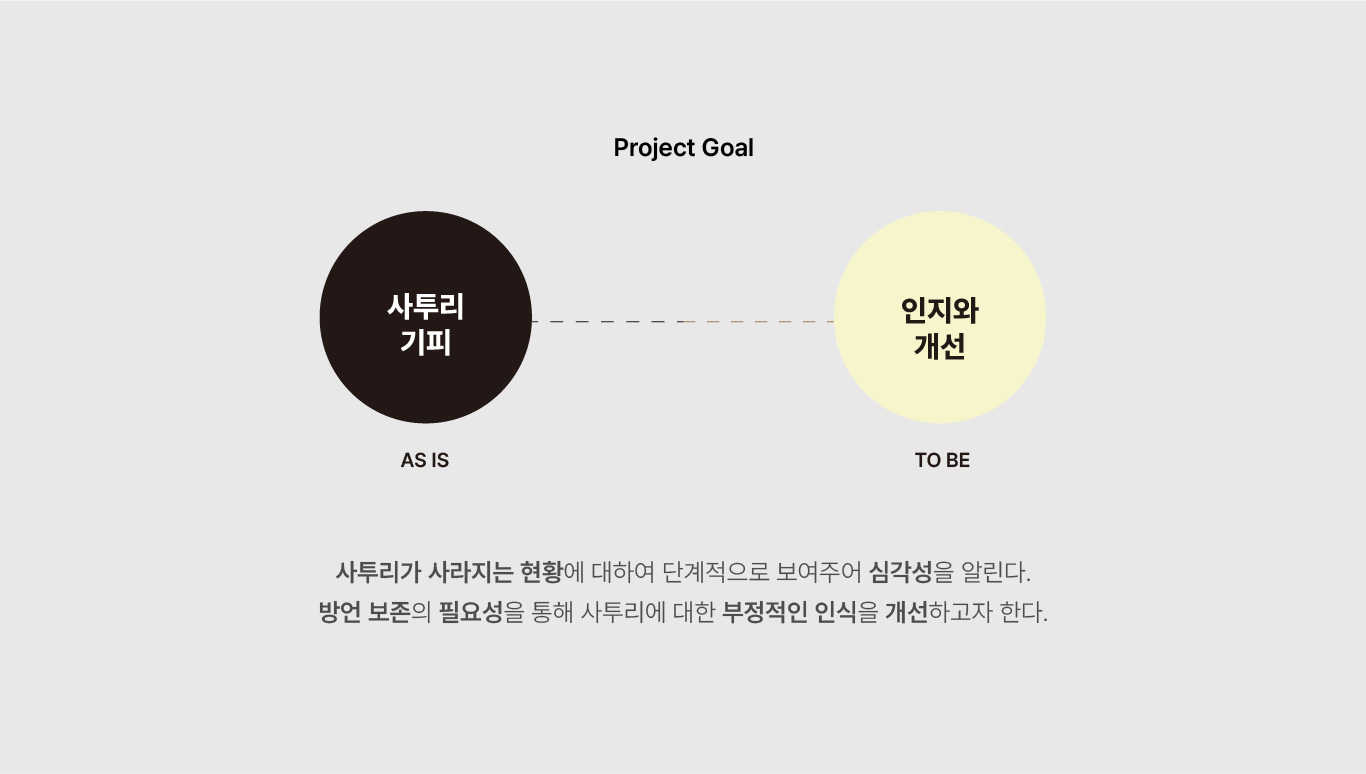 Project Goal
사투리
기피
인지와
개선
AS IS
TO BE
사투리가 사라지는 현황에 대하여 단계적으로 보여주어 심각성을 알린다.
방언 보존의 필요성을 통해 사투리에 대한 부정적인 인식을 개선하고자 한다.